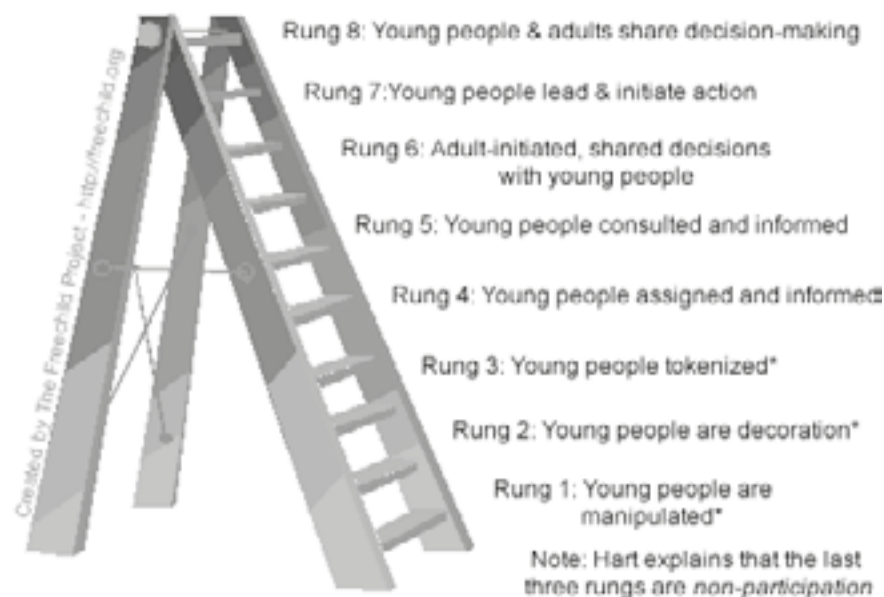 Rung 8: Young people & adults share decision-making
Rung 7:Young people lead & initiate action
Rung 6: Adult-initiated, shared decisions
with young people
Rung 5: Young people consulted and informed
Rung 4: Young people assigned and informed
Rung 3: Young people tokenized*
Rung 2: Young people are decoration*
Rung 1: Young people are
manipulated*
Note: Hart explains that the last
three rungs are non-participation
Created by The Freechild Project - http://freechild.org